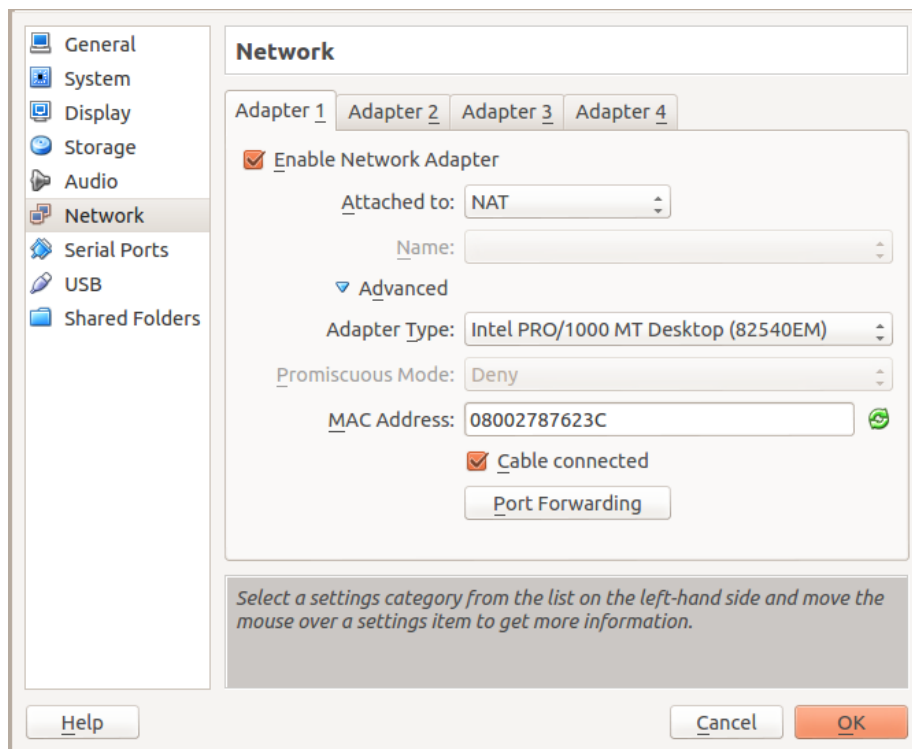 General
System
Display
Storage
Audio
Network
Serial Ports
USB
Shared Folders
Network
Adapter 1 Adapter 2 Adapter 3 Adapter 4
Enable Network Adapter
Attached to: NAT
Name:
Advanced
Adapter Type: Intel PRO/1000 MT Desktop (82540EM)
Promiscuous Mode: Deny
MAC Address: 08002787623C
Cable connected
Port Forwarding
Select a settings category from the list on the left-hand side and move the
mouse over a settings item to get more information.
Help Cancel OK